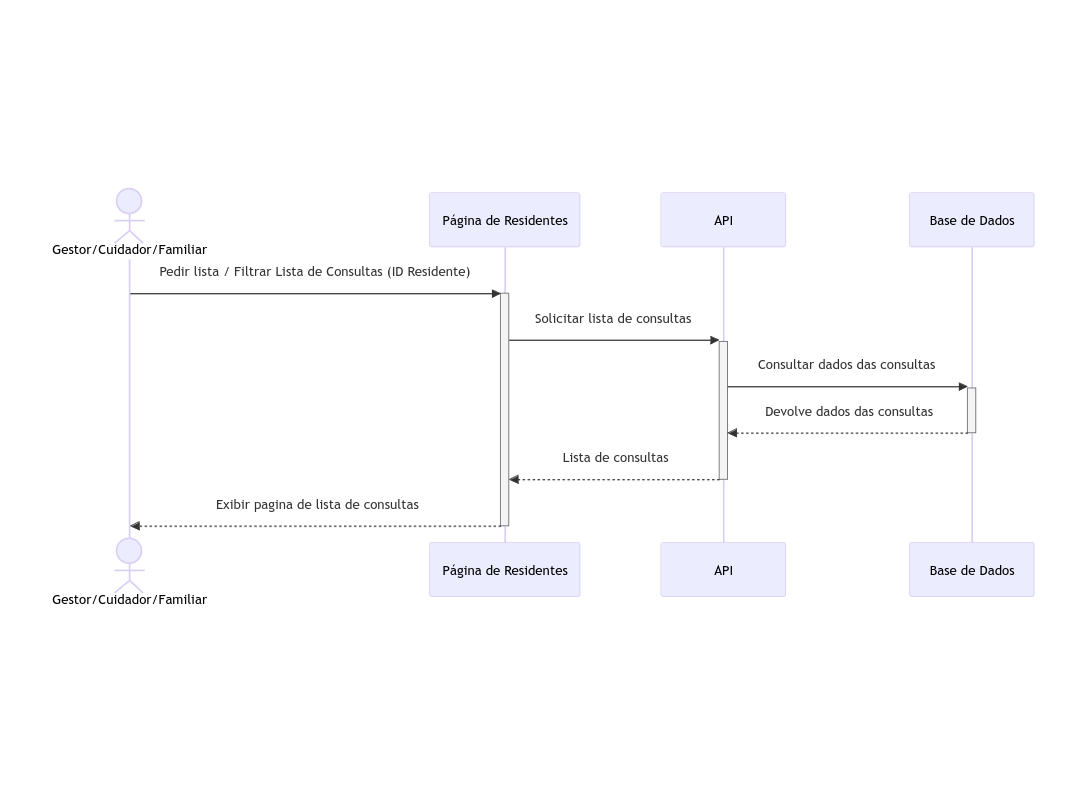 Gestor/Cuidador/Familiar
Página de Residentes
API
Base de Dados
Pedir lista / Filtrar Lista de Consultas (ID Residente)
Solicitar lista de consultas
Consultar dados das consultas
Devolve dados das consultas
Lista de consultas
Exibir pagina de lista de consultas
Gestor/Cuidador/Familiar
Página de Residentes
API
Base de Dados